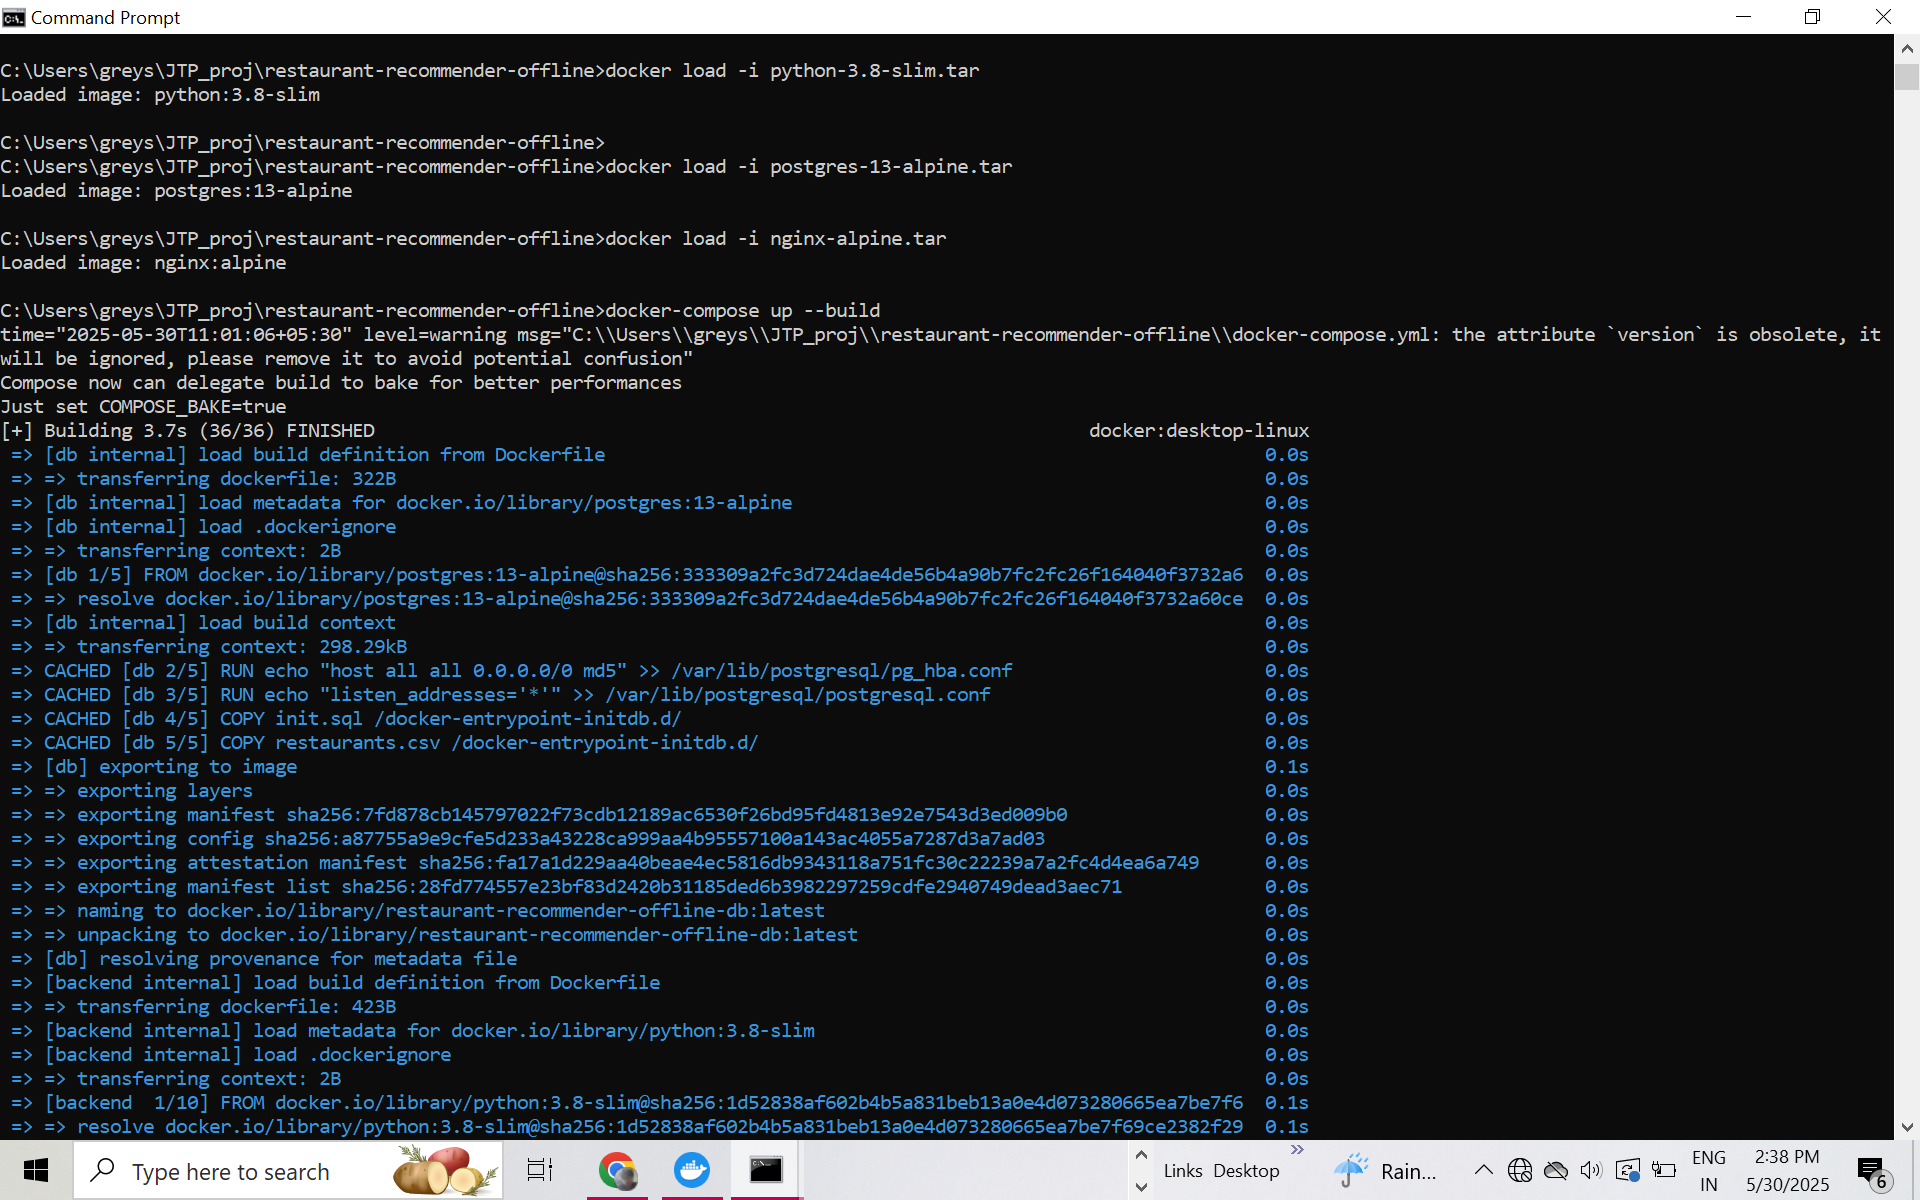 Command Prompt
C:\Users\greys\JTP_proj\restaurant-recommender-offline>docker load -i python-3.8-slim.tar
Loaded image: python:3.8-slim
C:\Users\greys\JTP_proj\restaurant-recommender-offline>
C:\Users\greys\JTP_proj\restaurant-recommender-offline>docker load -i postgres-13-alpine.tar
Loaded image: postgres:13-alpine
C:\Users\greys\JTP_proj\restaurant-recommender-offline>docker load -i nginx-alpine.tar
Loaded image: nginx:alpine
C:\Users\greys\JTP_proj\restaurant-recommender-offline>docker-compose up --build
time="2025-05-30T11:01:06+05:30" level=warning msg="C:\\Users\\greys\\JTP_proj\\restaurant-recommender-offline\\docker-compose.yml: the attribute `version` is obsolete, it
will be ignored, please remove it to avoid potential confusion"
Compose now can delegate build to bake for better performances
Just set COMPOSE_BAKE=true
[+] Building 3.7s (36/36) FINISHED docker:desktop-linux
=> [db internal] load build definition from Dockerfile 0.0s
=> => transferring dockerfile: 322B 0.0s
=> [db internal] load metadata for docker.io/library/postgres:13-alpine 0.0s
=> [db internal] load .dockerignore 0.0s
=> => transferring context: 2B 0.0s
=> [db 1/5] FROM docker.io/library/postgres:13-alpine@sha256:333309a2fc3d724dae4de56b4a90b7fc2fc26f164040f3732a6 0.0s
=> => resolve docker.io/library/postgres:13-alpine@sha256:333309a2fc3d724dae4de56b4a90b7fc2fc26f164040f3732a60ce 0.0s
=> [db internal] load build context 0.0s
=> => transferring context: 298.29kB 0.0s
=> CACHED [db 2/5] RUN echo "host all all 0.0.0.0/0 md5" >> /var/lib/postgresql/pg_hba.conf 0.0s
=> CACHED [db 3/5] RUN echo "listen_addresses='*'" >> /var/lib/postgresql/postgresql.conf 0.0s
=> CACHED [db 4/5] COPY init.sql /docker-entrypoint-initdb.d/ 0.0s
=> CACHED [db 5/5] COPY restaurants.csv /docker-entrypoint-initdb.d/ 0.0s
=> [db] exporting to image 0.1s
=> => exporting layers 0.0s
=> => exporting manifest sha256:7fd878cb145797022f73cdb12189ac6530f26bd95fd4813e92e7543d3ed009b0 0.0s
=> => exporting config sha256:a87755a9e9cfe5d233a43228ca999aa4b95557100a143ac4055a7287d3a7ad03 0.0s
=> => exporting attestation manifest sha256:fa17a1d229aa40beae4ec5816db9343118a751fc30c22239a7a2fc4d4ea6a749 0.0s
=> => exporting manifest list sha256:28fd774557e23bf83d2420b31185ded6b3982297259cdfe2940749dead3aec71 0.0s
=> => naming to docker.io/library/restaurant-recommender-offline-db:latest 0.0s
=> => unpacking to docker.io/library/restaurant-recommender-offline-db:latest 0.0s
=> [db] resolving provenance for metadata file 0.0s
=> [backend internal] load build definition from Dockerfile 0.0s
=> => transferring dockerfile: 423B 0.0s
=> [backend internal] load metadata for docker.io/library/python:3.8-slim 0.0s
=> [backend internal] load .dockerignore 0.0s
=> => transferring context: 2B 0.0s
=> [backend  1/10] FROM docker.io/library/python:3.8-slim@sha256:1d52838af602b4b5a831beb13a0e4d073280665ea7be7f6 0.1s
=> => resolve docker.io/library/python:3.8-slim@sha256:1d52838af602b4b5a831beb13a0e4d073280665ea7be7f69ce2382f29 0.1s
Type here to search
Links Desktop
Rain...
ENG
IN
2:38 PM
5/30/2025
6